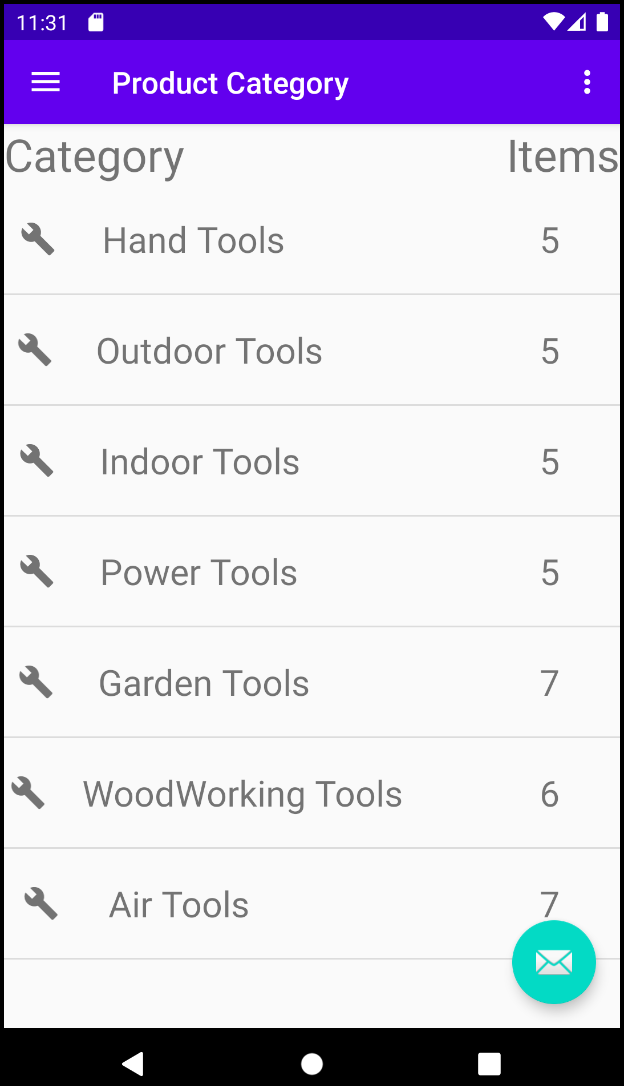 11:31
Product Category
Category Items
Hand Tools 5
Outdoor Tools 5
Indoor Tools 5
Power Tools 5
Garden Tools 7
WoodWorking Tools 6
Air Tools 7